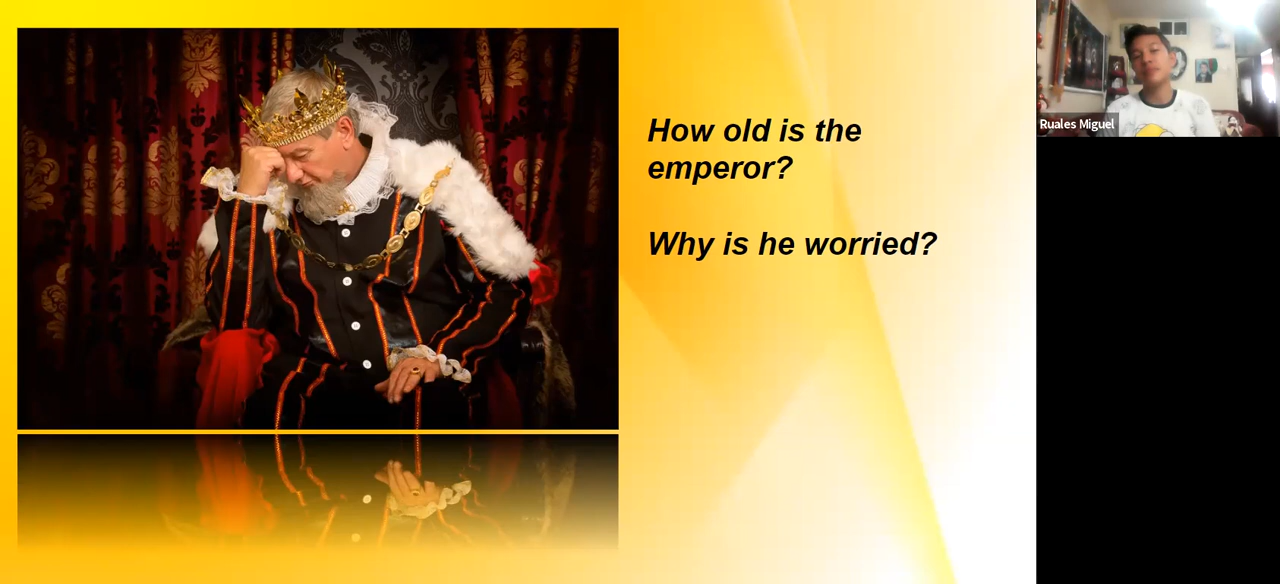 How old is the
emperor?
Why is he worried?
Ruales Miguel